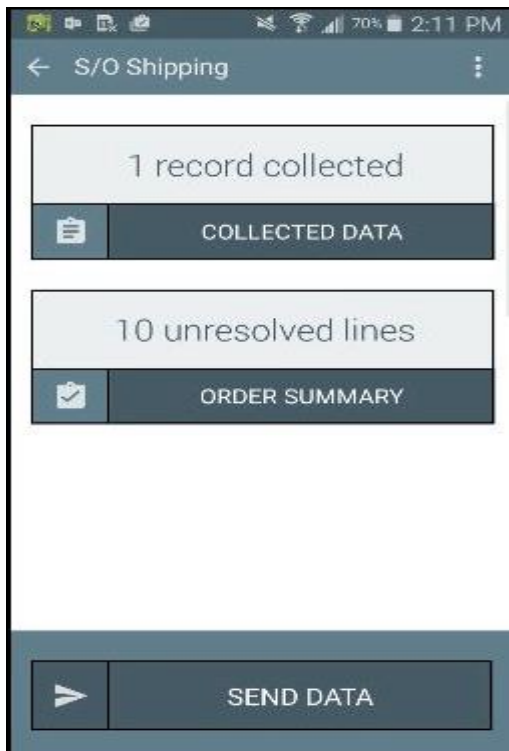 70% 2:11 PM
S/O Shipping
1 record collected
COLLECTED DATA
10 unresolved lines
ORDER SUMMARY
SEND DATA